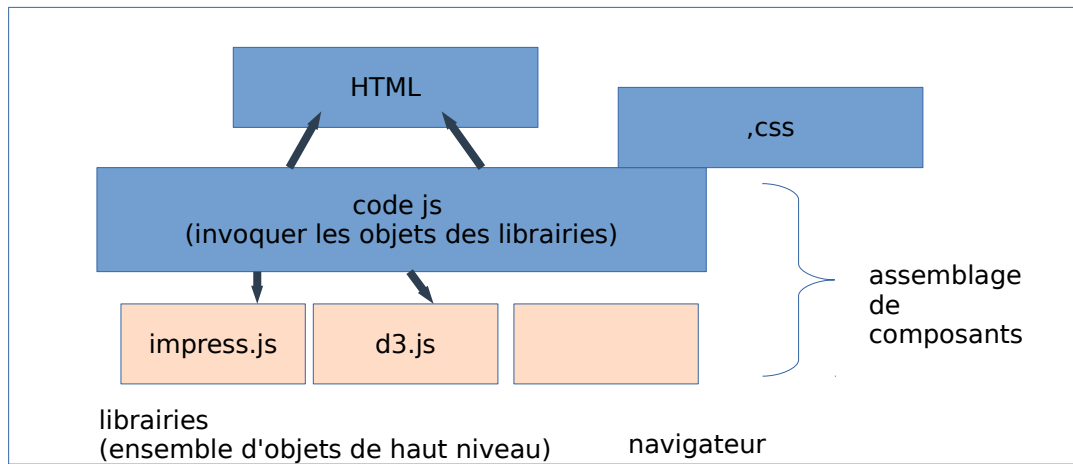 HTML
,css
code js
(invoquer les objets des librairies)
assemblage
de
composants
impress.js
d3.js
librairies
(ensemble d'objets de haut niveau)
navigateur